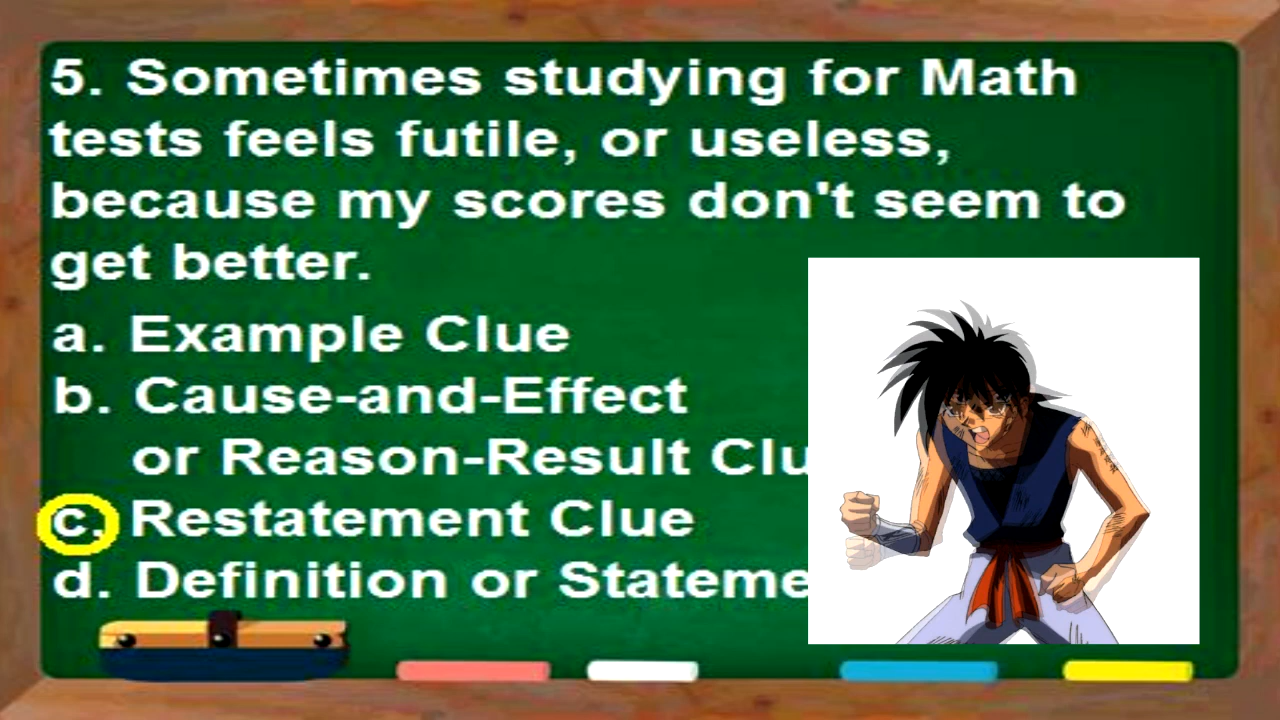 5. Sometimes studying for Math
tests feels futile, or useless,
because my scores don't seem to
get better.
a. Example Clue
b. Cause-and-Effect
or Reason-Result Clu
c. Restatement Clue
d. Definition or Stateme